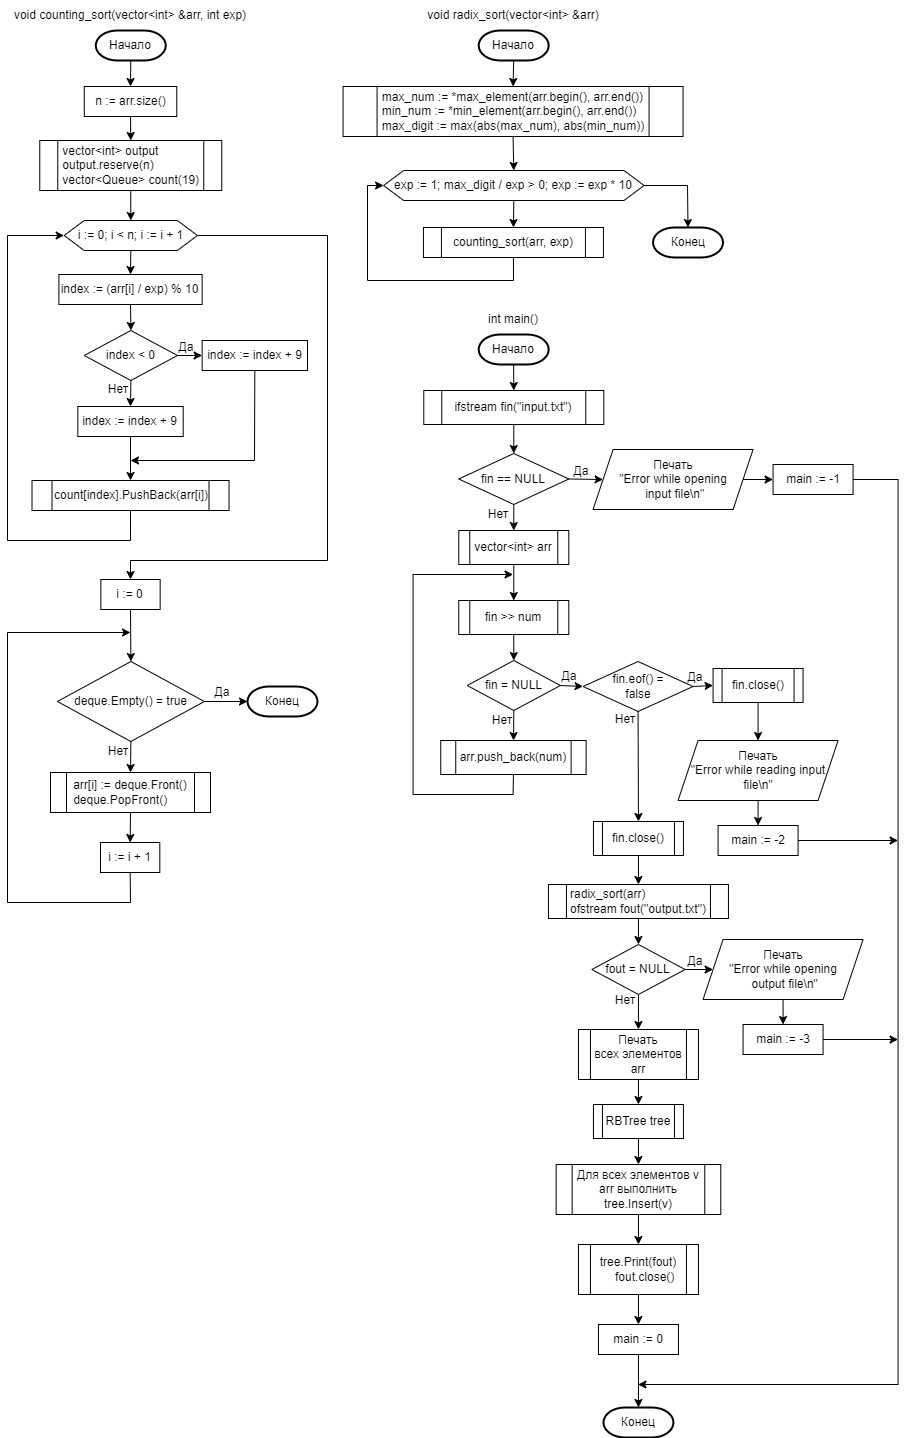 void counting_sort(vector<int> &arr, int exp)
Начало
n := arr.size()
vector<int> output
output.reserve(n)
vector<Queue> count(19)
i := 0; i < n; i := i + 1
index := (arr[i] / exp) % 10
index < 0
Да
index := index + 9
Нет
index := index + 9
count[index].PushBack(arr[i])
i := 0
deque.Empty() = true
Да
Конец
Нет
arr[i] := deque.Front()
deque.PopFront()
i := i + 1
void radix_sort(vector<int> &arr)
Начало
max_num := *max_element(arr.begin(), arr.end())
min_num := *min_element(arr.begin(), arr.end())
max_digit := max(abs(max_num), abs(min_num))
exp := 1; max_digit / exp > 0; exp := exp * 10
counting_sort(arr, exp)
Конец
int main()
Начало
ifstream fin("input.txt")
fin == NULL
Да
Печать
"Error while opening
input file\n"
main := -1
Нет
vector<int> arr
fin >> num
fin = NULL
Да
fin.eof() =
false
Да
fin.close()
Нет
Нет
arr.push_back(num)
Печать
"Error while reading input
file\n"
main := -2
fin.close()
radix_sort(arr)
ofstream fout("output.txt")
fout = NULL
Да
Печать
"Error while opening
output file\n"
main := -3
Нет
Печать
всех элементов
arr
RBTree tree
Для всех элементов v
arr выполнить
tree.Insert(v)
tree.Print(fout)
fout.close()
main := 0
Конец